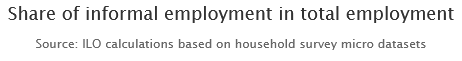 Share of informal employment in total employment
Source: ILO calculations based on household survey micro datasets